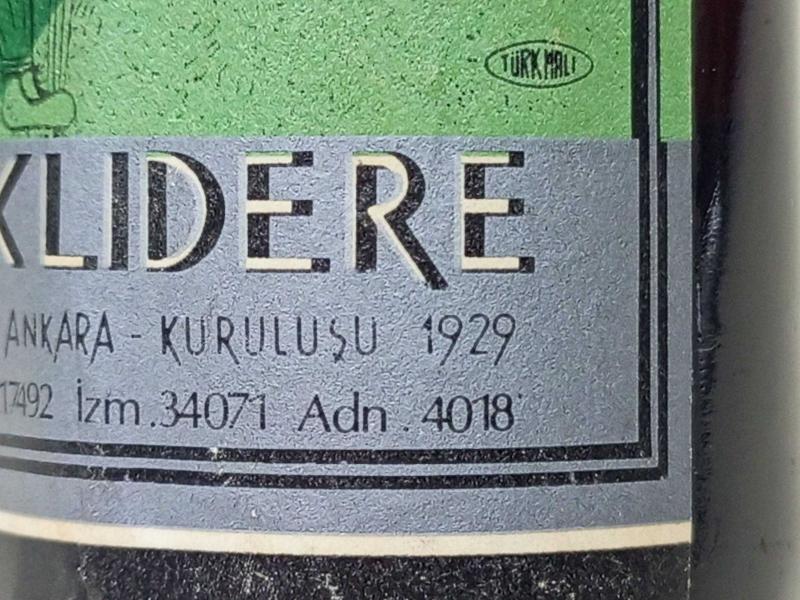 TÜRK MALI
KLIDERE
ANKARA - KURULUŞU 1929
17492 İzm.34071 Adn.4018